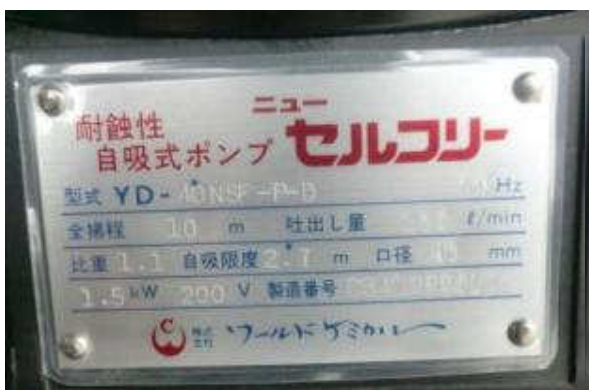 ニュー
耐蝕性
自吸式ポンプ セルコリー
型式 YD- Hz
全揚程 10 m 吐出し量 ℓ/min
比重 1.1 自吸限度 2.7 m 口径 mm
1.5 kW 200 V 製造番号
株式会社 ワールドケミカル